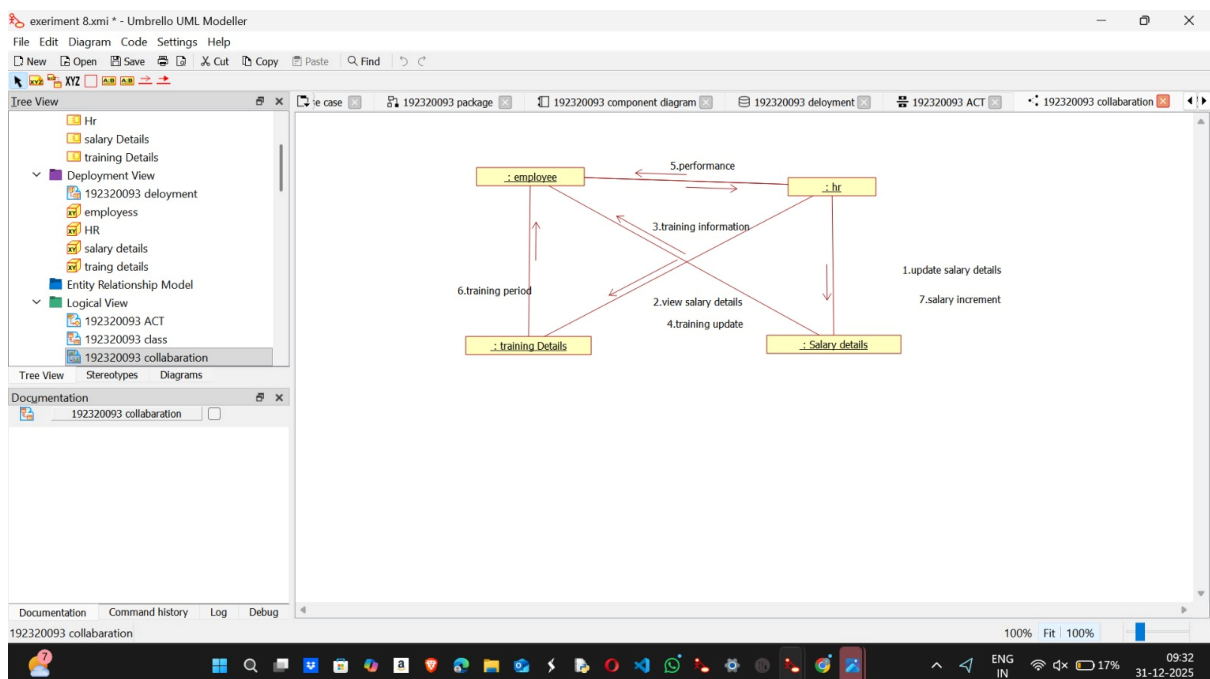 exeriment 8.xmi * - Umbrello UML Modeller
File Edit Diagram Code Settings Help
New Open Save Cut Copy Paste Find
XYZ XYZ A:B A:B
Tree View
e case 192320093 package 192320093 component diagram 192320093 deloyment 192320093 ACT 192320093 collabaration
Hr
salary Details
training Details
Deployment View
192320093 deloyment
employess
HR
salary details
traing details
Entity Relationship Model
Logical View
192320093 ACT
192320093 class
192320093 collabaration
Tree View Stereotypes Diagrams
Documentation
192320093 collabaration
5.performance
: employee
: hr
3.training information
1.update salary details
6.training period
2.view salary details
7.salary increment
4.training update
: training Details
: Salary details
Documentation Command history Log Debug
192320093 collabaration
100% Fit 100%
7
ENG
IN
17%
09:32
31-12-2025